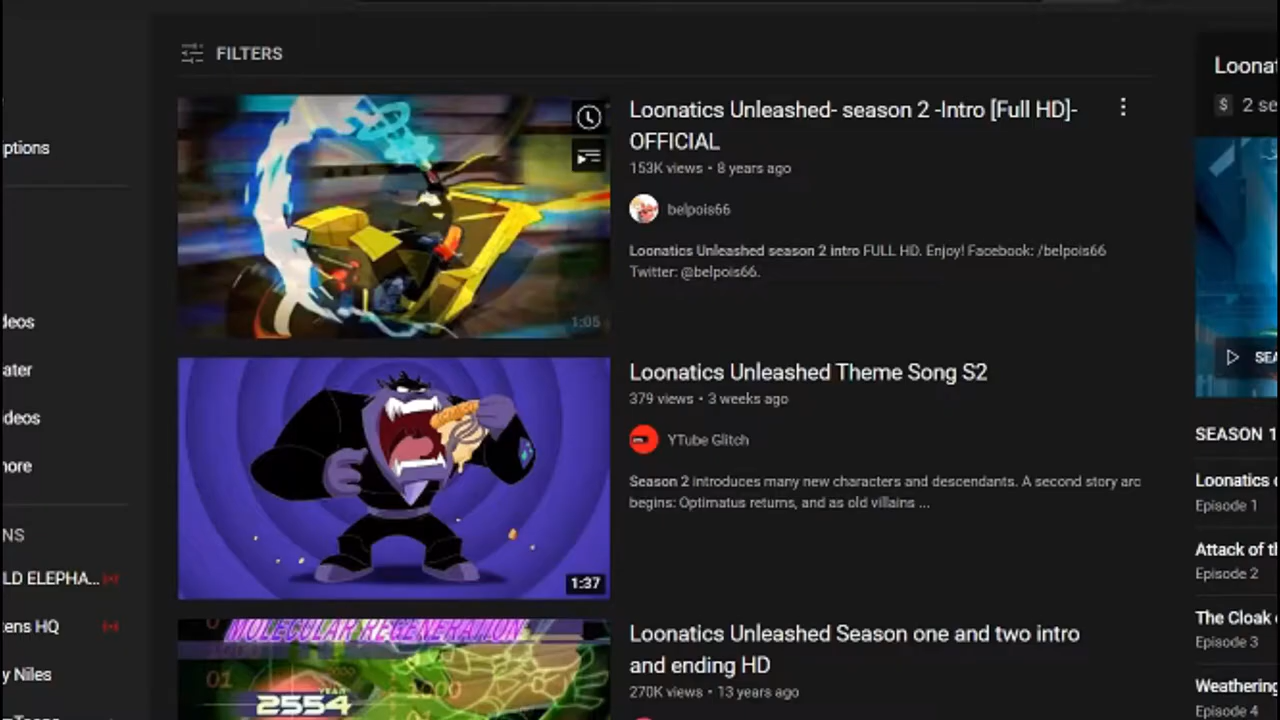 FILTERS
Loonatics Unleashed- season 2 -Intro [Full HD]-
OFFICIAL
153K views • 8 years ago
belpois66
Loonatics Unleashed season 2 intro FULL HD. Enjoy! Facebook: /belpois66
Twitter: @belpois66.
1:05
Loonatics Unleashed Theme Song S2
379 views • 3 weeks ago
YTube Glitch
Season 2 introduces many new characters and descendants. A second story arc
begins: Optimatus returns, and as old villains ...
1:37
Loonatics Unleashed Season one and two intro
and ending HD
270K views • 13 years ago
MOLECULAR REGENERATION
01
YEAR
2554
ptions
deos
ater
deos
nore
NS
LD ELEPHA...
tens HQ
y Niles
Loonat
$ 2 se
SEA
SEASON 1
Loonatics
Episode 1
Attack of t
Episode 2
The Cloak
Episode 3
Weathering
Episode 4